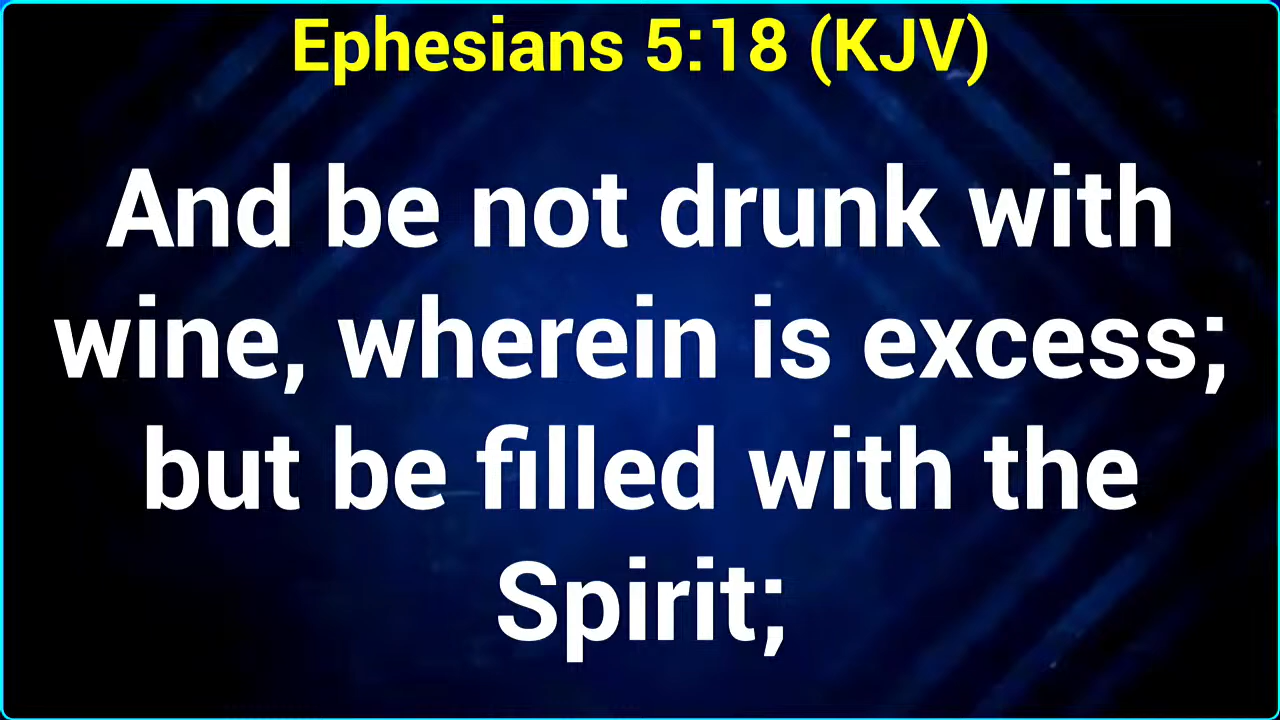 Ephesians 5:18 (KJV)
And be not drunk with
wine, wherein is excess;
but be filled with the
Spirit;